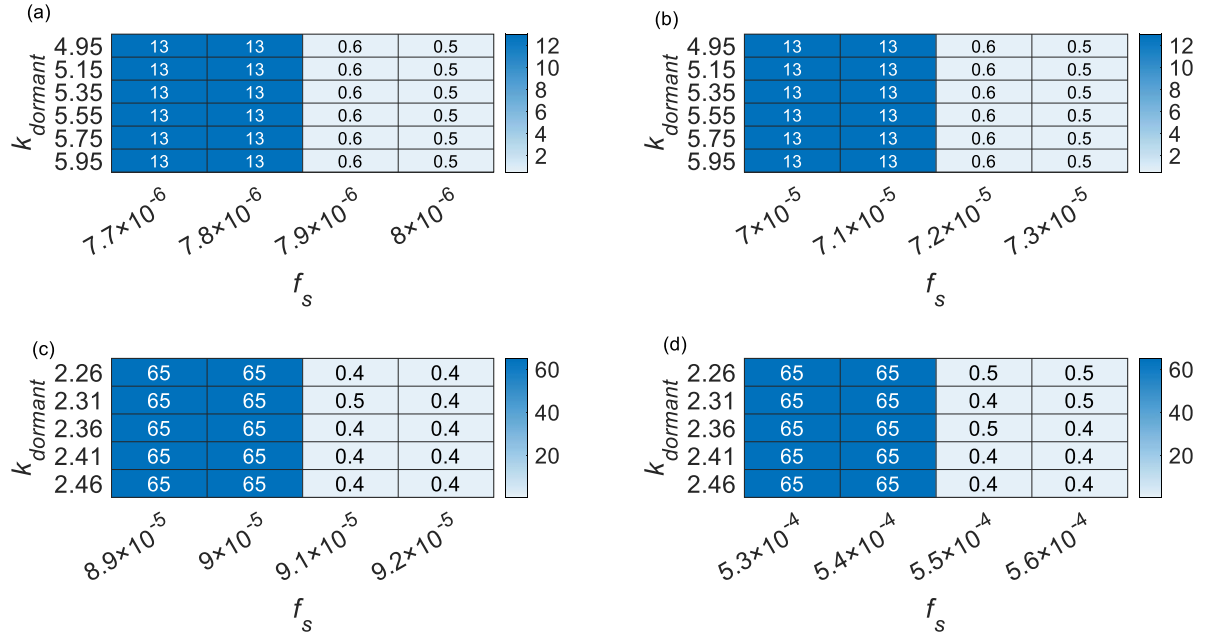 (a)
k_dormant
4.95 13 13 0.6 0.5
5.15 13 13 0.6 0.5
5.35 13 13 0.6 0.5
5.55 13 13 0.6 0.5
5.75 13 13 0.6 0.5
5.95 13 13 0.6 0.5
7.7×10^-6 7.8×10^-6 7.9×10^-6 8×10^-6
f_s
12
10
8
6
4
2
(b)
k_dormant
4.95 13 13 0.6 0.5
5.15 13 13 0.6 0.5
5.35 13 13 0.6 0.5
5.55 13 13 0.6 0.5
5.75 13 13 0.6 0.5
5.95 13 13 0.6 0.5
7×10^-5 7.1×10^-5 7.2×10^-5 7.3×10^-5
f_s
12
10
8
6
4
2
(c)
k_dormant
2.26 65 65 0.4 0.4
2.31 65 65 0.5 0.4
2.36 65 65 0.4 0.4
2.41 65 65 0.4 0.4
2.46 65 65 0.4 0.4
8.9×10^-5 9×10^-5 9.1×10^-5 9.2×10^-5
f_s
60
40
20
(d)
k_dormant
2.26 65 65 0.5 0.5
2.31 65 65 0.4 0.5
2.36 65 65 0.5 0.4
2.41 65 65 0.4 0.4
2.46 65 65 0.4 0.4
5.3×10^-4 5.4×10^-4 5.5×10^-4 5.6×10^-4
f_s
60
40
20